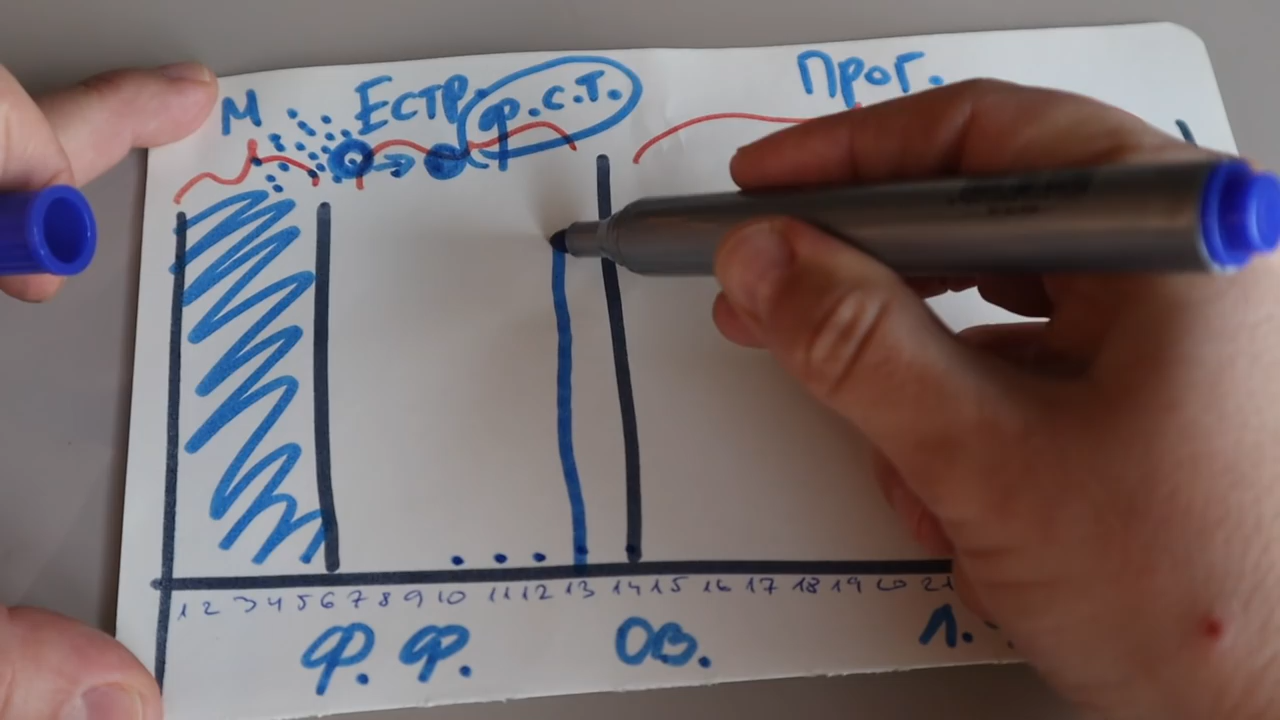 М Естр. ф.с.т. Прог.
1 2 3 4 5 6 7 8 9 10 11 12 13 14 15 16 17 18 19 20 21
Ф. Ф. ОВ. Л.